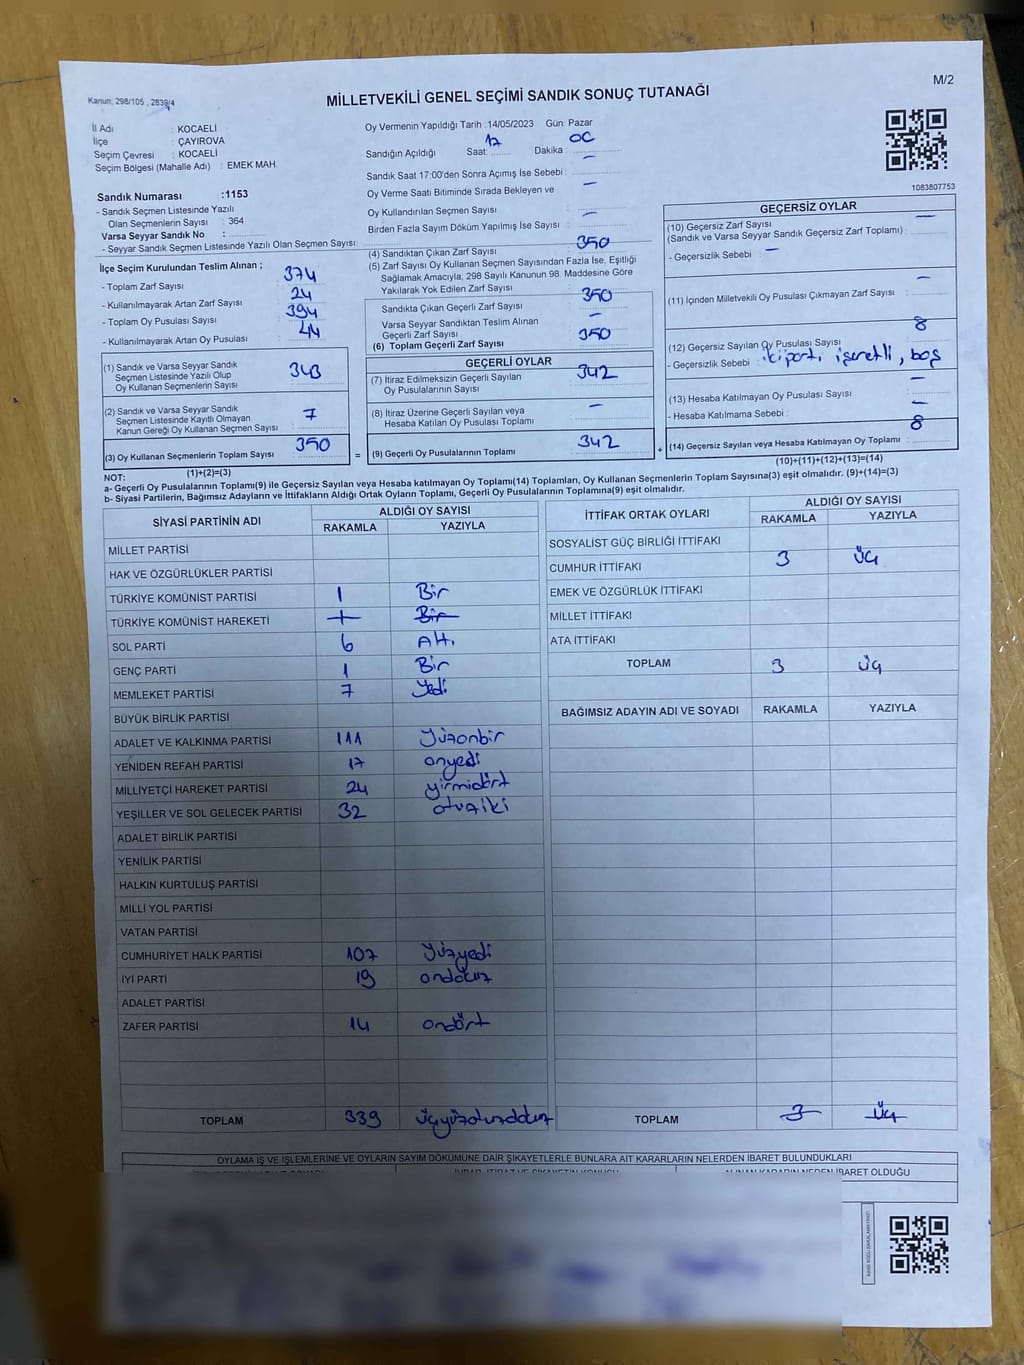 M/2
Kanun; 298/105 , 2839/4
MİLLETVEKİLİ GENEL SEÇİMİ SANDIK SONUÇ TUTANAĞI
İl Adı : KOCAELİ
İlçe : ÇAYIROVA
Seçim Çevresi : KOCAELİ
Seçim Bölgesi (Mahalle Adı) : EMEK MAH.
Oy Vermenin Yapıldığı Tarih :14/05/2023 Gün: Pazar
Sandığın Açıldığı Saat: 17 Dakika : 00
Sandık Saat 17:00'den Sonra Açımış İse Sebebi : —
Oy Verme Saati Bitiminde Sırada Bekleyen ve
Oy Kullandırılan Seçmen Sayısı —
Birden Fazla Sayım Döküm Yapılmış İse Sayısı : —
1083807753
Sandık Numarası :1153
- Sandık Seçmen Listesinde Yazılı
Olan Seçmenlerin Sayısı : 364
Varsa Seyyar Sandık No :
- Seyyar Sandık Seçmen Listesinde Yazılı Olan Seçmen Sayısı:
İlçe Seçim Kurulundan Teslim Alınan ;
- Toplam Zarf Sayısı 374
- Kullanılmayarak Artan Zarf Sayısı 24
- Toplam Oy Pusulası Sayısı 394
- Kullanılmayarak Artan Oy Pusulası 44
(1) Sandık ve Varsa Seyyar Sandık
Seçmen Listesinde Yazılı Olup
Oy Kullanan Seçmenlerin Sayısı 343
(2) Sandık ve Varsa Seyyar Sandık
Seçmen Listesinde Kayıtlı Olmayan
Kanun Gereği Oy Kullanan Seçmen Sayısı 7
(3) Oy Kullanan Seçmenlerin Toplam Sayısı 350
(1)+(2)=(3)
(4) Sandıktan Çıkan Zarf Sayısı 350
(5) Zarf Sayısı Oy Kullanan Seçmen Sayısından Fazla İse, Eşitliği
Sağlamak Amacıyla, 298 Sayılı Kanunun 98. Maddesine Göre
Yakılarak Yok Edilen Zarf Sayısı
Sandıkta Çıkan Geçerli Zarf Sayısı 350
Varsa Seyyar Sandıktan Teslim Alınan
Geçerli Zarf Sayısı —
(6) Toplam Geçerli Zarf Sayısı 350
GEÇERLİ OYLAR
(7) İtiraz Edilmeksizin Geçerli Sayılan
Oy Pusulalarının Sayısı 342
(8) İtiraz Üzerine Geçerli Sayılan veya
Hesaba Katılan Oy Pusulası Toplamı —
= (9) Geçerli Oy Pusulalarının Toplamı 342
GEÇERSİZ OYLAR
(10) Geçersiz Zarf Sayısı —
(Sandık ve Varsa Seyyar Sandık Geçersiz Zarf Toplamı) :
- Geçersizlik Sebebi : —
(11) İçinden Milletvekili Oy Pusulası Çıkmayan Zarf Sayısı —
(12) Geçersiz Sayılan Oy Pusulası Sayısı 8
- Geçersizlik Sebebi : iki parti işaretli, boş
(13) Hesaba Katılmayan Oy Pusulası Sayısı —
- Hesaba Katılmama Sebebi : —
+ (14) Geçersiz Sayılan veya Hesaba Katılmayan Oy Toplamı 8
(10)+(11)+(12)+(13)=(14)
NOT:
a- Geçerli Oy Pusulalarının Toplamı(9) ile Geçersiz Sayılan veya Hesaba katılmayan Oy Toplamı(14) Toplamları, Oy Kullanan Seçmenlerin Toplam Sayısına(3) eşit olmalıdır. (9)+(14)=(3)
b- Siyasi Partilerin, Bağımsız Adayların ve İttifakların Aldığı Ortak Oyların Toplamı, Geçerli Oy Pusulalarının Toplamına(9) eşit olmalıdır.
SİYASİ PARTİNİN ADI ALDIĞI OY SAYISI
RAKAMLA YAZIYLA
MİLLET PARTİSİ
HAK VE ÖZGÜRLÜKLER PARTİSİ
TÜRKİYE KOMÜNİST PARTİSİ 1 Bir
TÜRKİYE KOMÜNİST HAREKETİ 1 Bir
SOL PARTİ 6 Altı
GENÇ PARTİ 1 Bir
MEMLEKET PARTİSİ 7 Yedi
BÜYÜK BİRLİK PARTİSİ
ADALET VE KALKINMA PARTİSİ 111 Yüzonbir
YENİDEN REFAH PARTİSİ 17 onyedi
MİLLİYETÇİ HAREKET PARTİSİ 24 yirmidört
YEŞİLLER VE SOL GELECEK PARTİSİ 32 otuziki
ADALET BİRLİK PARTİSİ
YENİLİK PARTİSİ
HALKIN KURTULUŞ PARTİSİ
MİLLİ YOL PARTİSİ
VATAN PARTİSİ
CUMHURİYET HALK PARTİSİ 107 Yüzyedi
İYİ PARTİ 19 ondokuz
ADALET PARTİSİ
ZAFER PARTİSİ 14 ondört
TOPLAM 339 üçyüzotuzdokuz
İTTİFAK ORTAK OYLARI ALDIĞI OY SAYISI
RAKAMLA YAZIYLA
SOSYALİST GÜÇ BİRLİĞİ İTTİFAKI
CUMHUR İTTİFAKI 3 üç
EMEK VE ÖZGÜRLÜK İTTİFAKI
MİLLET İTTİFAKI
ATA İTTİFAKI
TOPLAM 3 üç
BAĞIMSIZ ADAYIN ADI VE SOYADI RAKAMLA YAZIYLA
TOPLAM 3 üç
OYLAMA İŞ VE İŞLEMLERİNE VE OYLARIN SAYIM DÖKÜMÜNE DAİR ŞİKAYETLERLE BUNLARA AİT KARARLARIN NELERDEN İBARET BULUNDUKLARI
İHBAR, İTİRAZ VE ŞİKAYETİN KONUSU ALINAN KARARIN NEDEN İBARET OLDUĞU